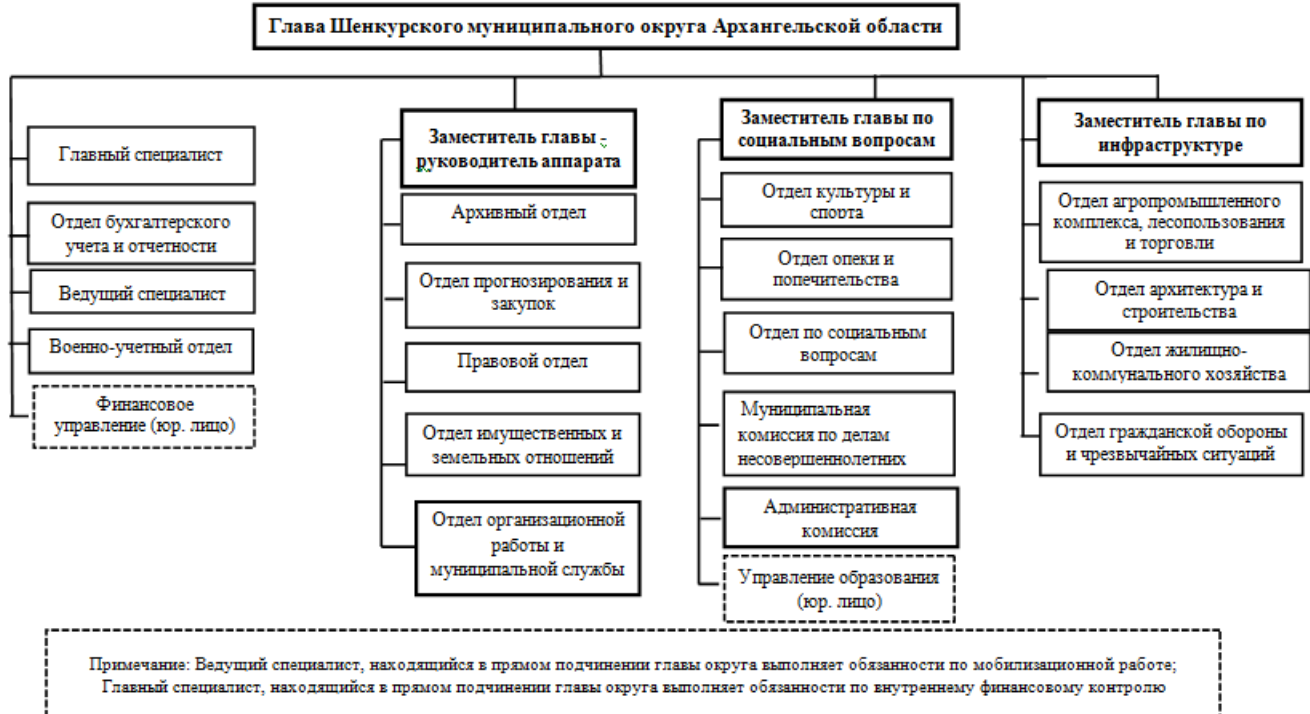 Глава Шенкурского муниципального округа Архангельской области
Главный специалист
Отдел бухгалтерского
учета и отчетности
Ведущий специалист
Военно-учетный отдел
Финансовое
управление (юр. лицо)
Заместитель главы -
руководитель аппарата
Архивный отдел
Отдел прогнозирования и
закупок
Правовой отдел
Отдел имущественных и
земельных отношений
Отдел организационной
работы и
муниципальной службы
Заместитель главы по
социальным вопросам
Отдел культуры и
спорта
Отдел опеки и
попечительства
Отдел по социальным
вопросам
Муниципальная
комиссия по делам
несовершеннолетних
Административная
комиссия
Управление образования
(юр. лицо)
Заместитель главы по
инфраструктуре
Отдел агропромышленного
комплекса, лесопользования
и торговли
Отдел архитектура и
строительства
Отдел жилищно-
коммунального хозяйства
Отдел гражданской обороны
и чрезвычайных ситуаций
Примечание: Ведущий специалист, находящийся в прямом подчинении главы округа выполняет обязанности по мобилизационной работе;
Главный специалист, находящийся в прямом подчинении главы округа выполняет обязанности по внутреннему финансовому контролю